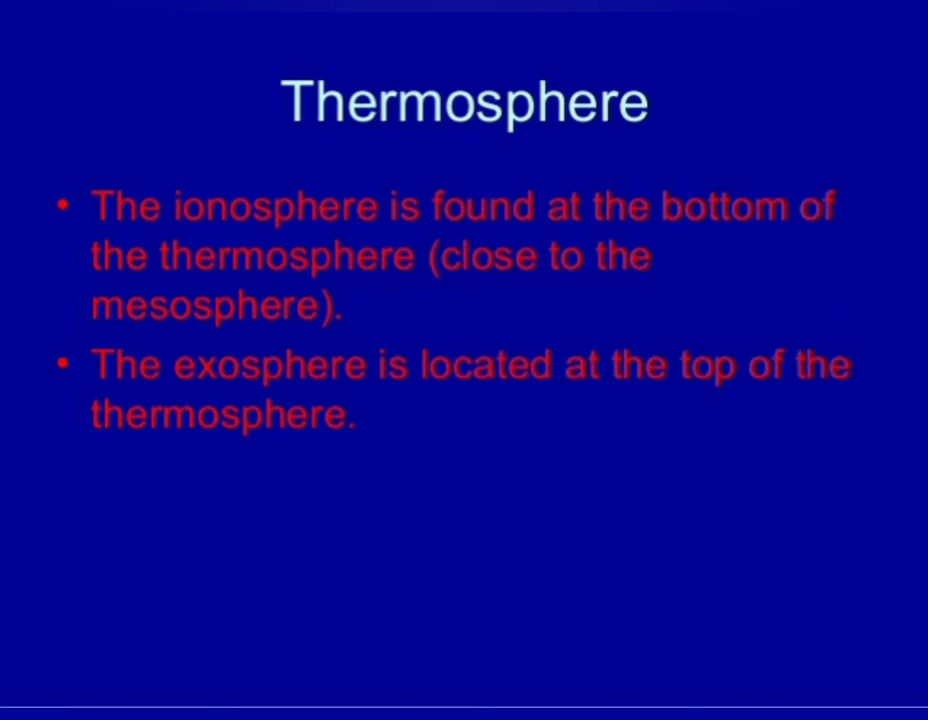 Thermosphere
• The ionosphere is found at the bottom of
the thermosphere (close to the
mesosphere).
• The exosphere is located at the top of the
thermosphere.